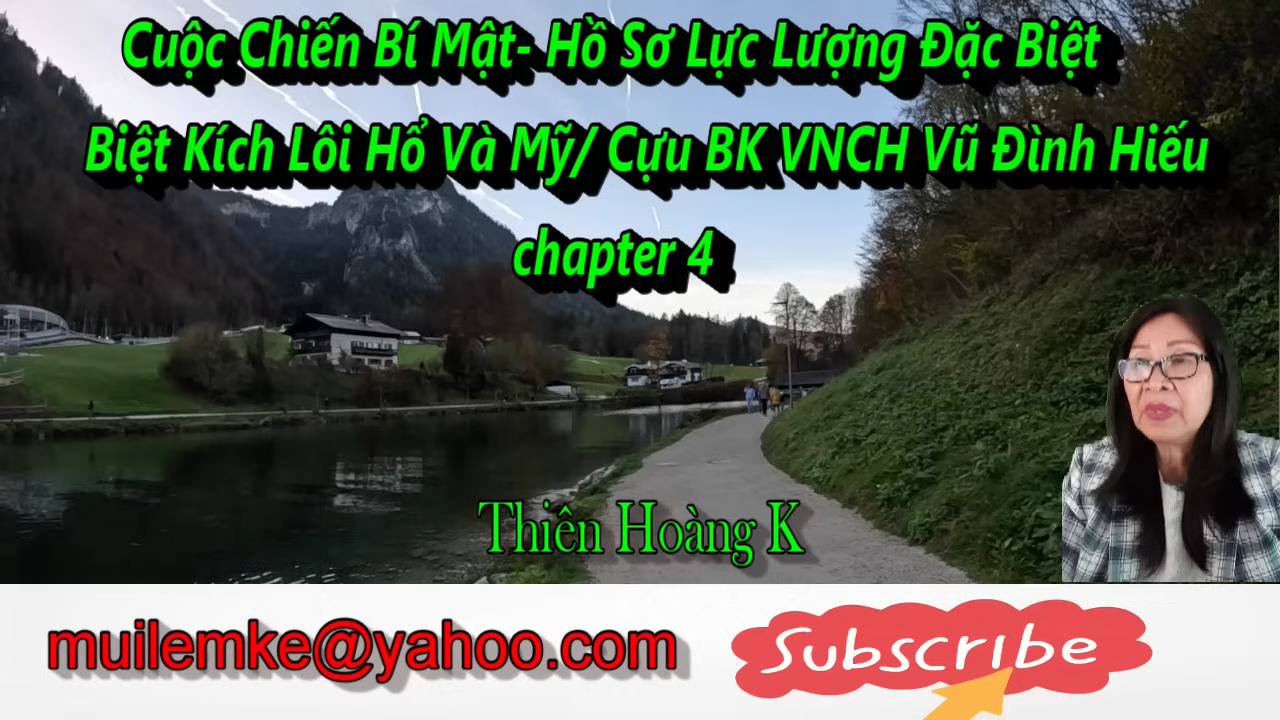 Cuộc Chiến Bí Mật- Hồ Sơ Lực Lượng Đặc Biệt
Biệt Kích Lôi Hổ Và Mỹ/ Cựu BK VNCH Vũ Đình Hiếu
chapter 4
Thiên Hoàng K
muilemke@yahoo.com
Subscribe